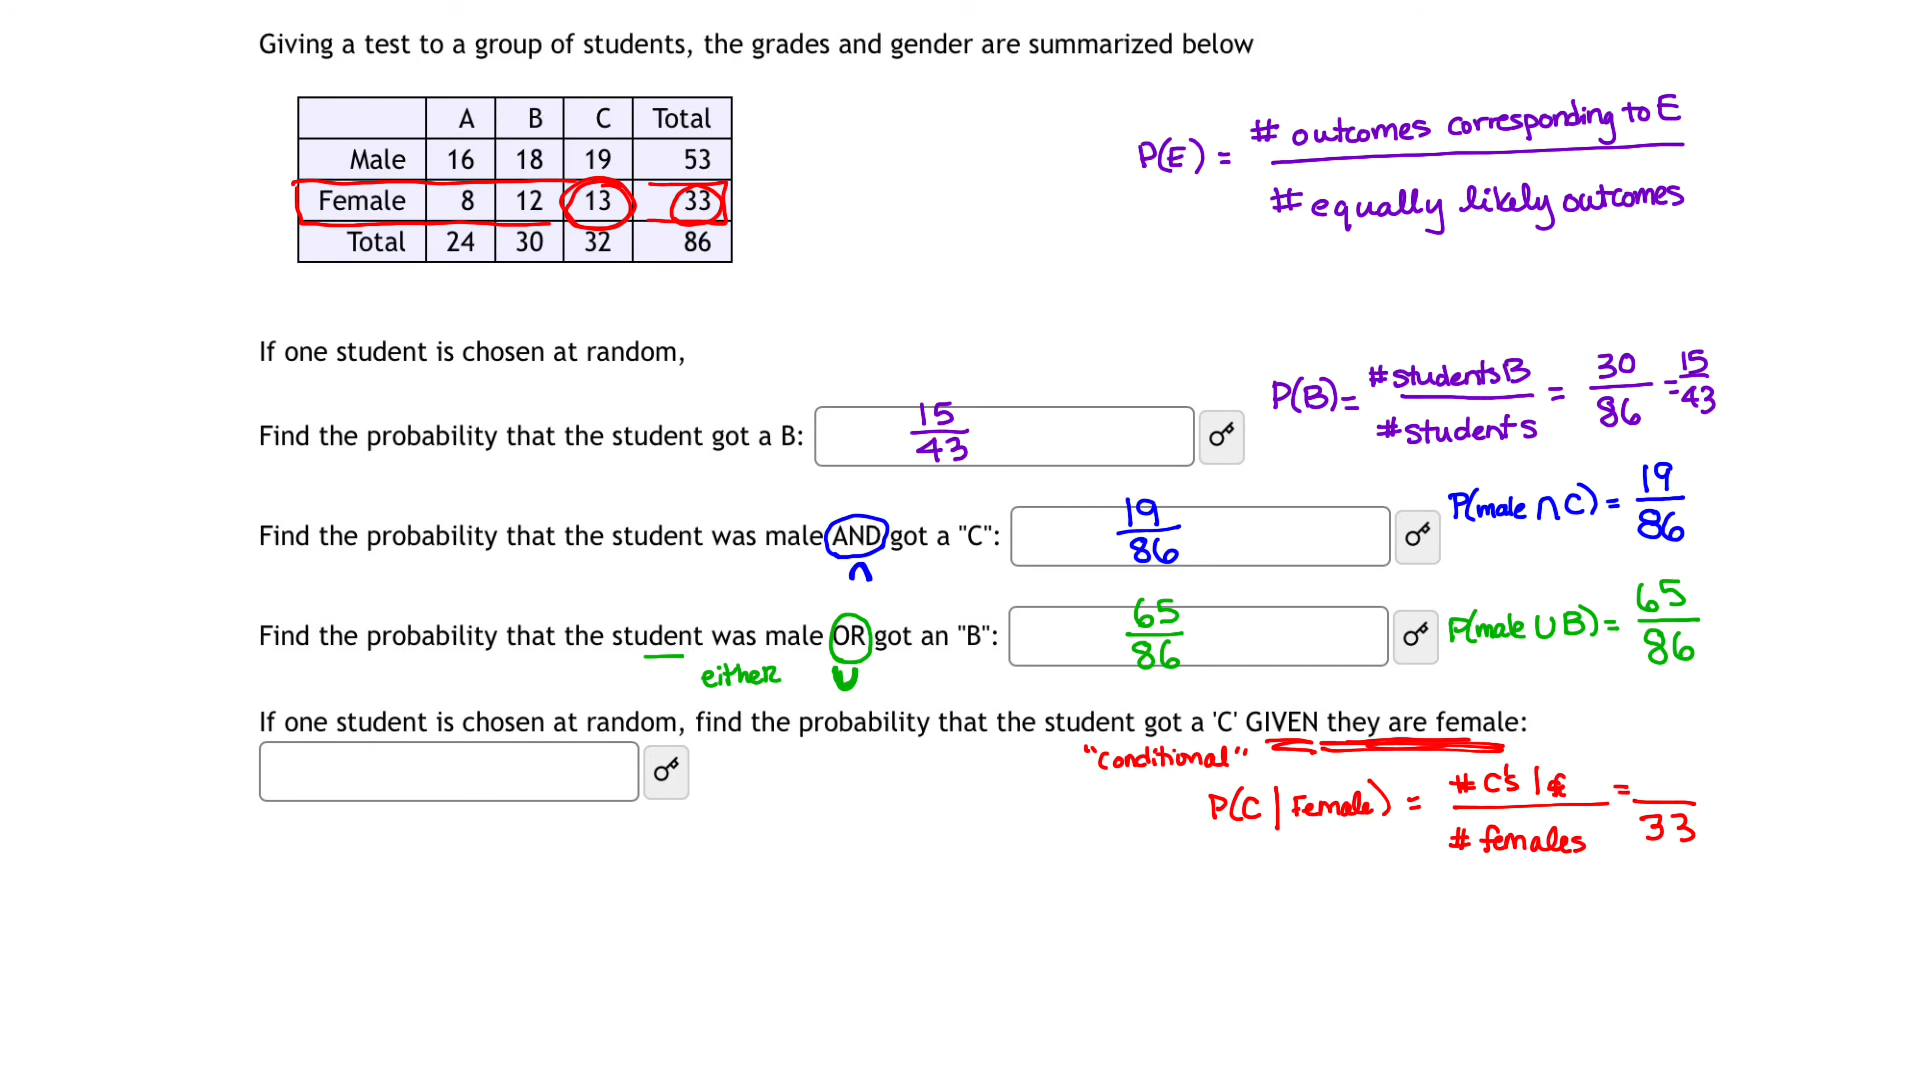 Giving a test to a group of students, the grades and gender are summarized below
A B C Total
Male 16 18 19 53
Female 8 12 13 33
Total 24 30 32 86
P(E) = # outcomes corresponding to E
# equally likely outcomes
If one student is chosen at random,
Find the probability that the student got a B: 15/43
P(B) = # students B / # students = 30/86 = 15/43
Find the probability that the student was male AND got a "C": 19/86
∩
P(male ∩ C) = 19/86
Find the probability that the student was male OR got an "B": 65/86
either ∪
P(male ∪ B) = 65/86
If one student is chosen at random, find the probability that the student got a 'C' GIVEN they are female:
"conditional"
P(C | Female) = # C's | / # females = /33